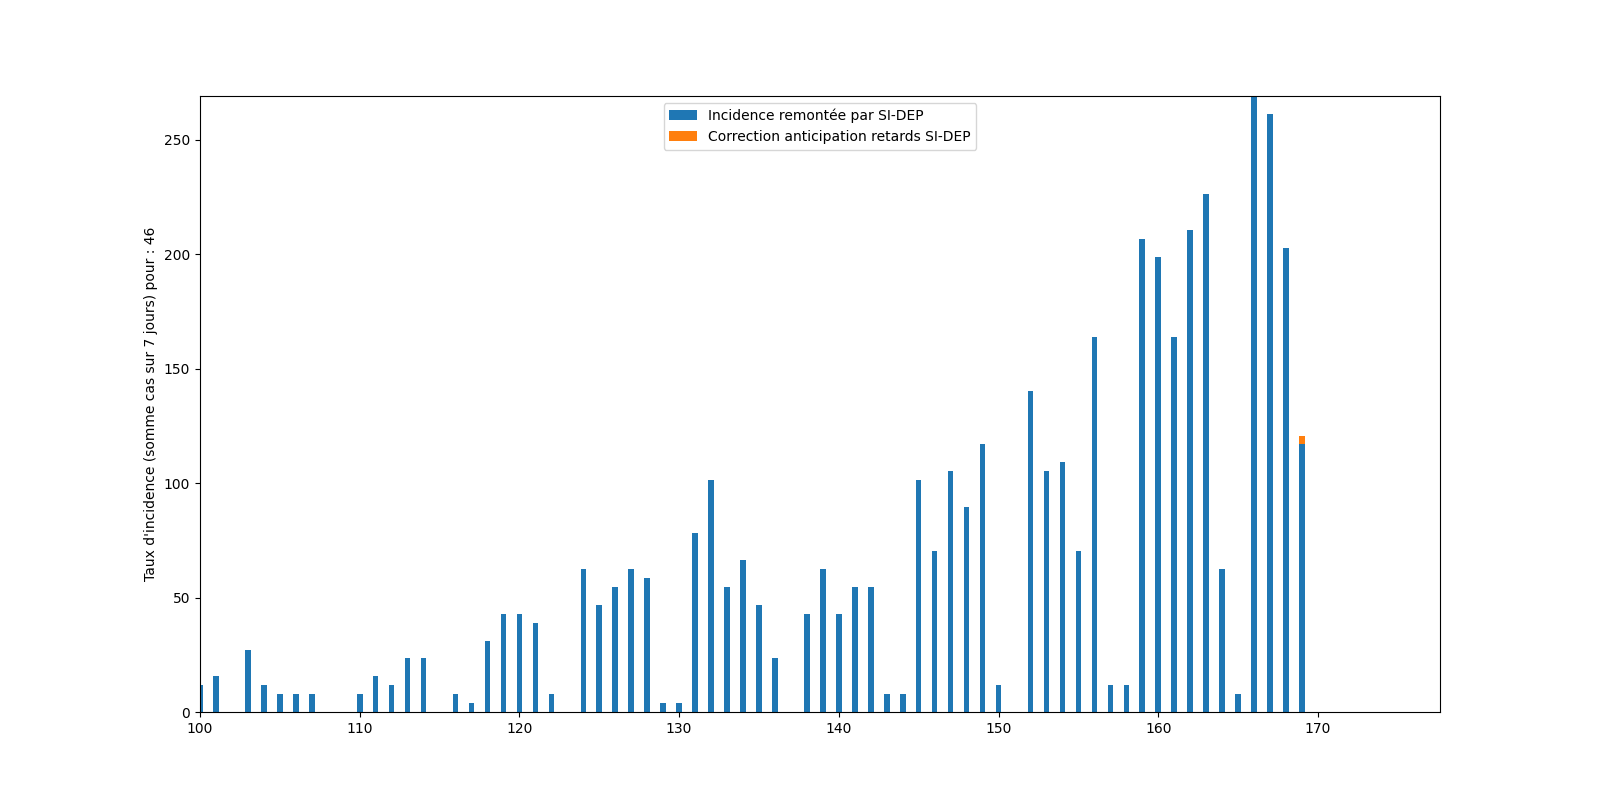 Incidence remontée par SI-DEP
Correction anticipation retards SI-DEP
Taux d'incidence (somme cas sur 7 jours) pour : 46
250
200
150
100
50
0
100 110 120 130 140 150 160 170